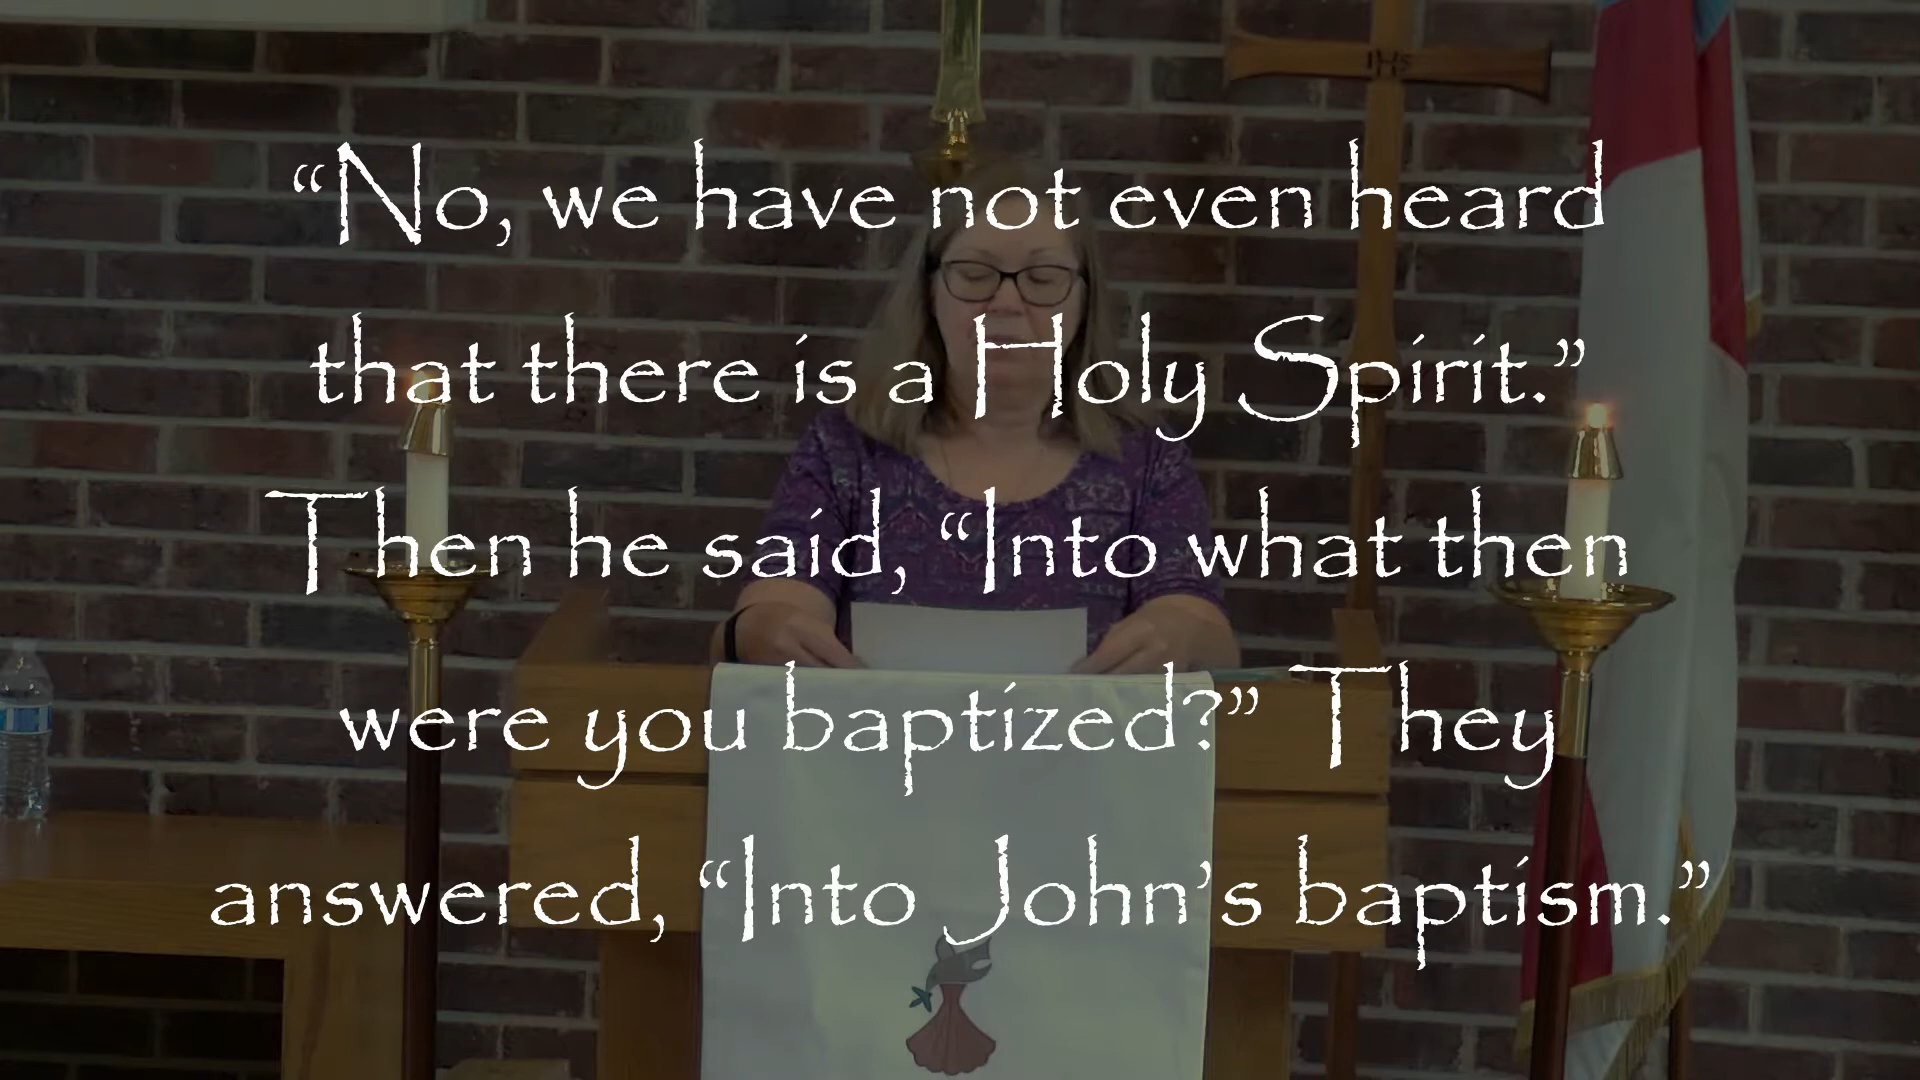 IHS
“No, we have not even heard
that there is a Holy Spirit.”
Then he said, “Into what then
were you baptized?” They
answered, “Into John’s baptism.”